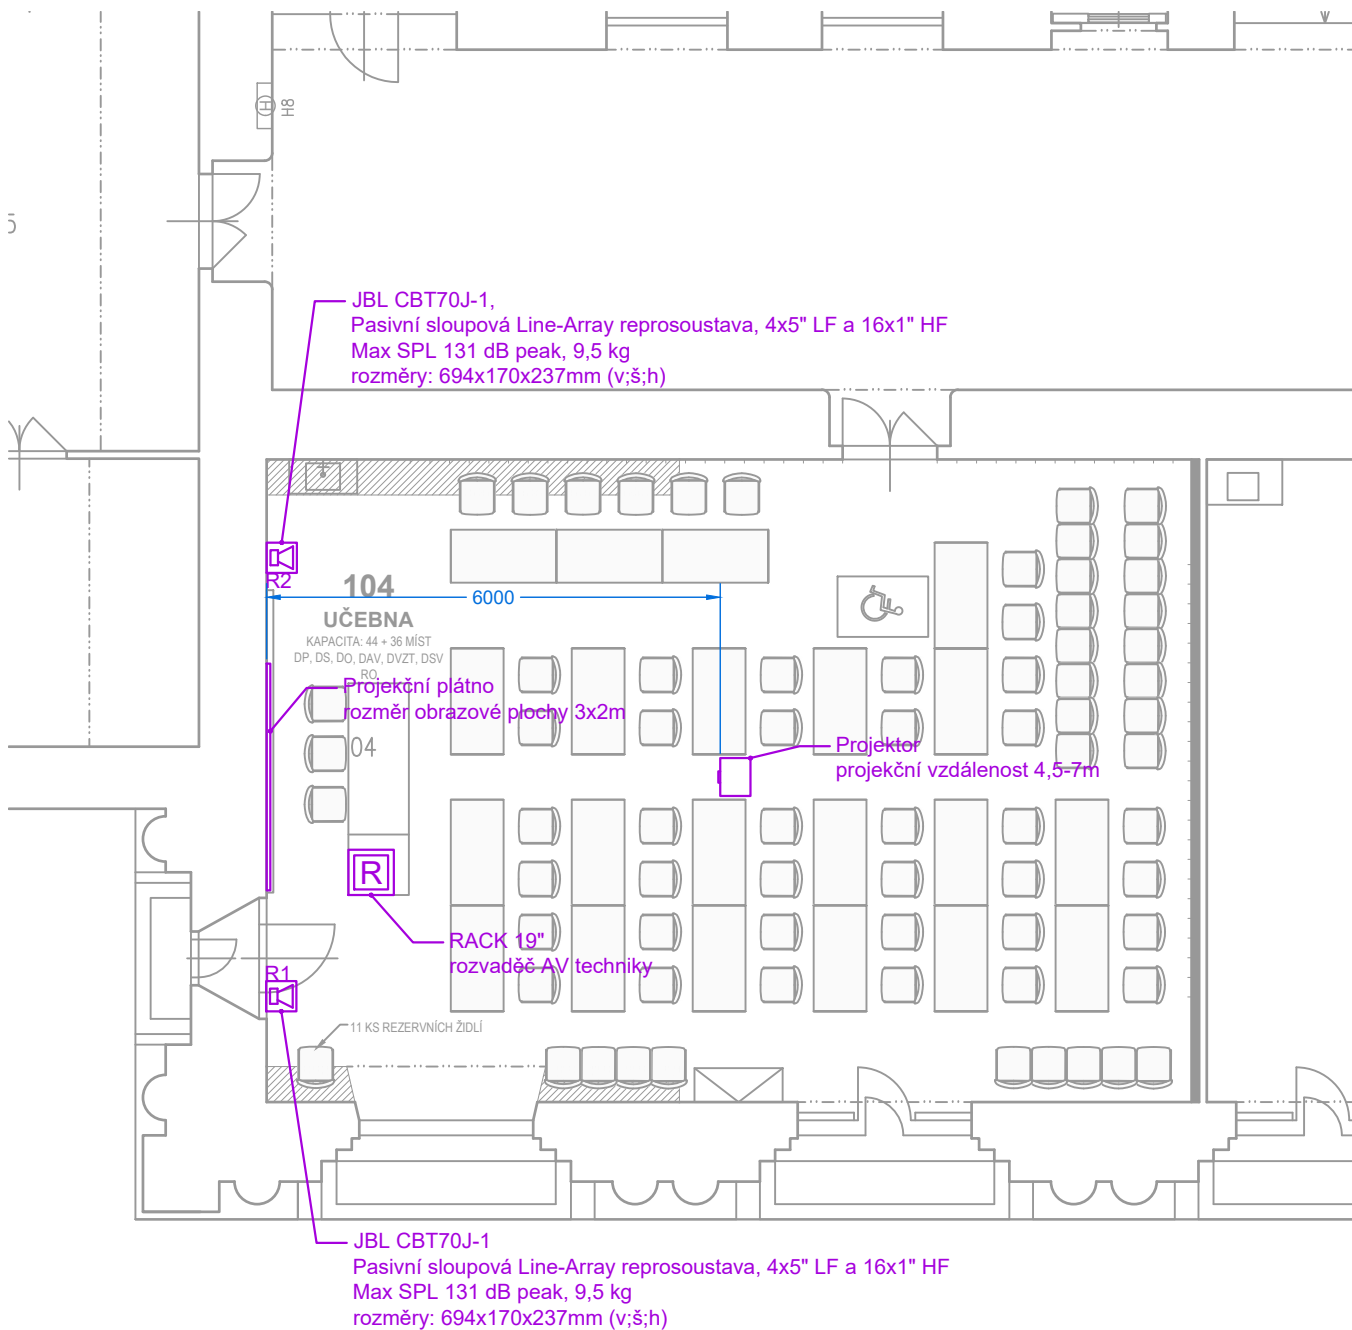 H
H8
5
JBL CBT70J-1,
Pasivní sloupová Line-Array reprosoustava, 4x5" LF a 16x1" HF
Max SPL 131 dB peak, 9,5 kg
rozměry: 694x170x237mm (v;š;h)
R2
104
6000
UČEBNA
KAPACITA: 44 + 36 MÍST
DP, DS, DO, DAV, DVZT, DSV
RO
Projekční plátno
rozměr obrazové plochy 3x2m
04
Projektor
projekční vzdálenost 4,5-7m
R
RACK 19"
rozvaděč AV techniky
R1
11 KS REZERVNÍCH ŽIDLÍ
JBL CBT70J-1
Pasivní sloupová Line-Array reprosoustava, 4x5" LF a 16x1" HF
Max SPL 131 dB peak, 9,5 kg
rozměry: 694x170x237mm (v;š;h)